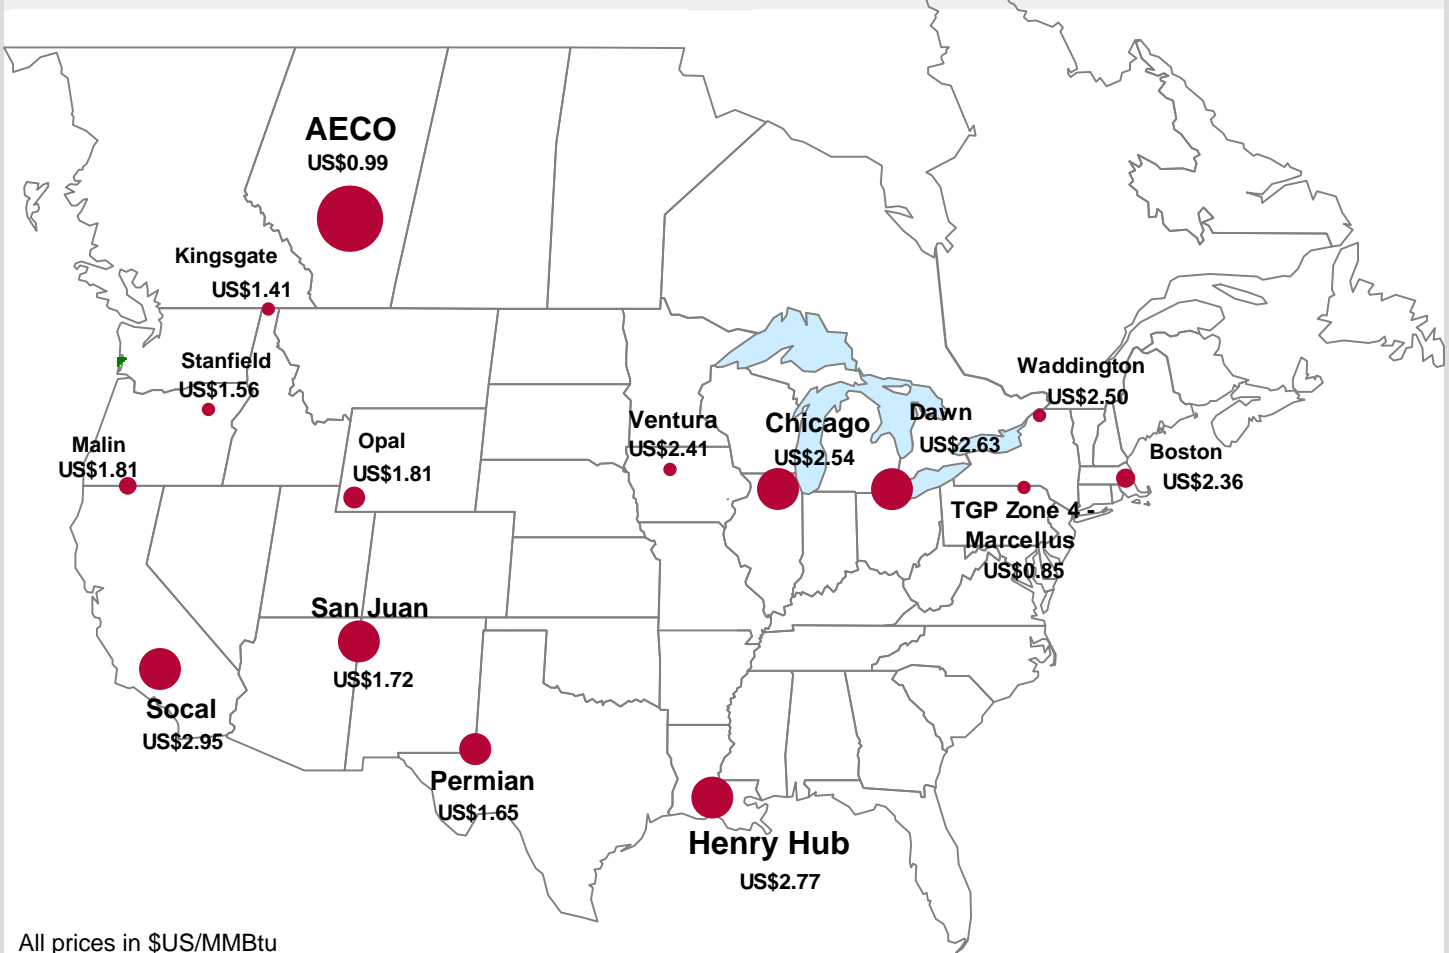 AECO
US$0.99
Kingsgate
US$1.41
Stanfield
US$1.56
Malin
US$1.81
Opal
US$1.81
Ventura
US$2.41
Chicago
US$2.54
Dawn
US$2.63
Waddington
US$2.50
Boston
US$2.36
TGP Zone 4 -
Marcellus
US$0.85
San Juan
US$1.72
Socal
US$2.95
Permian
US$1.65
Henry Hub
US$2.77
All prices in $US/MMBtu